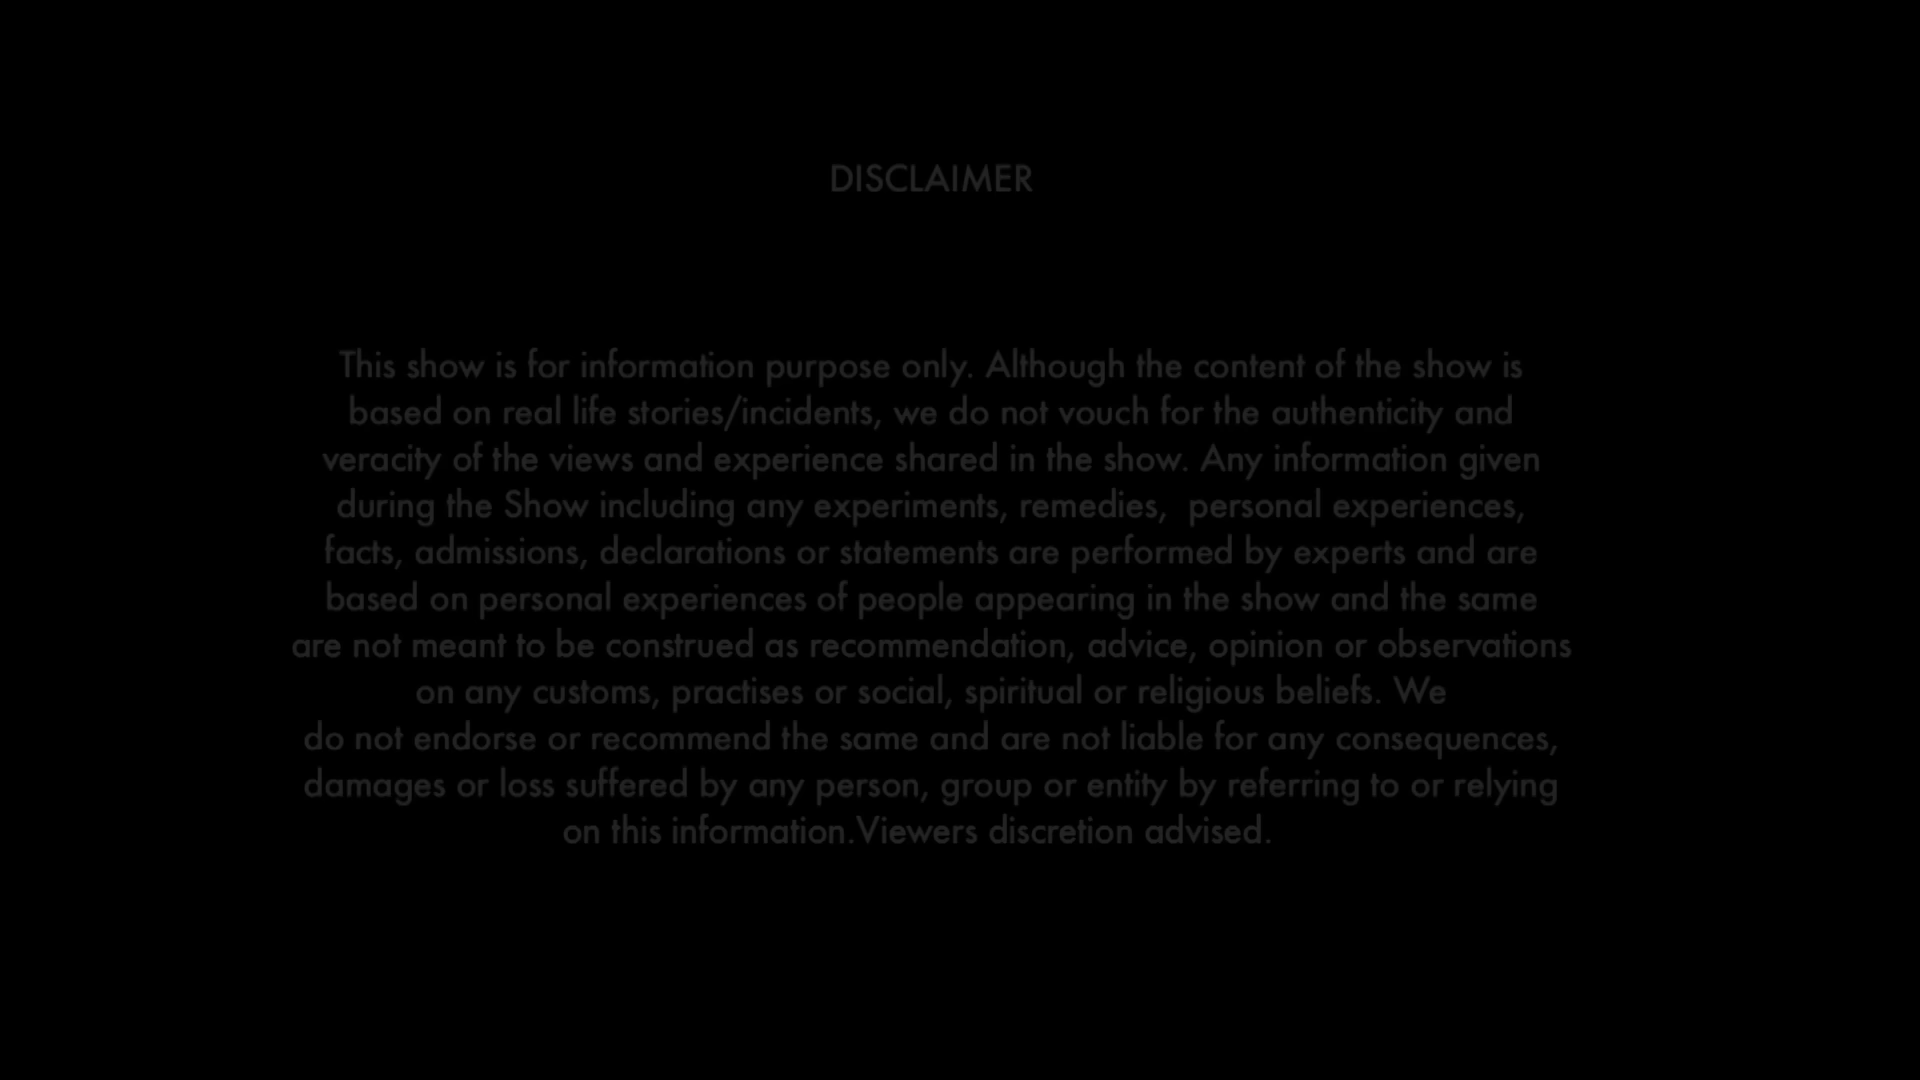 DISCLAIMER
This show is for information purpose only. Although the content of the show is
based on real life stories/incidents, we do not vouch for the authenticity and
veracity of the views and experience shared in the show. Any information given
during the Show including any experiments, remedies,  personal experiences,
facts, admissions, declarations or statements are performed by experts and are
based on personal experiences of people appearing in the show and the same
are not meant to be construed as recommendation, advice, opinion or observations
on any customs, practises or social, spiritual or religious beliefs. We
do not endorse or recommend the same and are not liable for any consequences,
damages or loss suffered by any person, group or entity by referring to or relying
on this information.Viewers discretion advised.